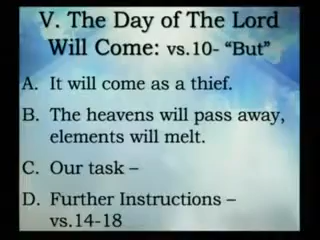 V. The Day of The Lord
Will Come: vs.10- "But"
A. It will come as a thief.
B. The heavens will pass away,
elements will melt.
C. Our task –
D. Further Instructions –
vs.14-18